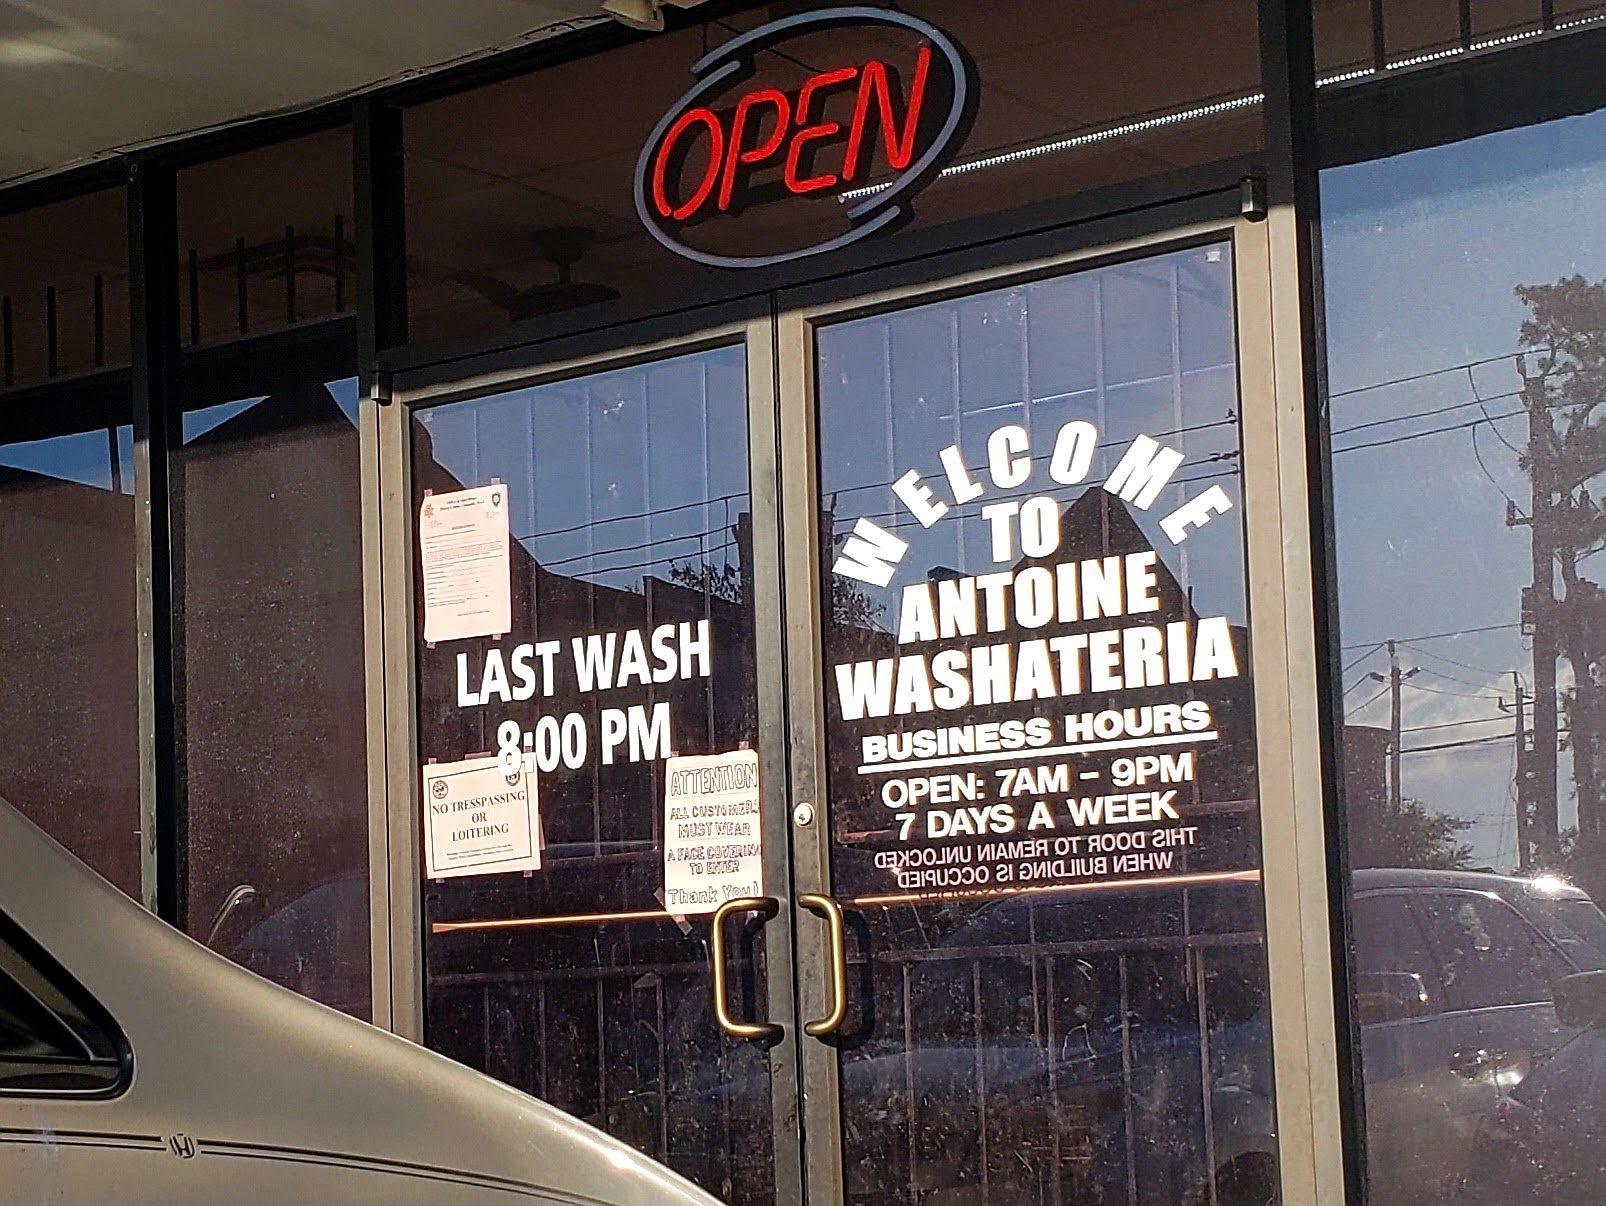 OPEN
LAST WASH
8:00 PM
NO TRESSPASSING
OR
LOITERING
ATTENTION
ALL CUSTOMERS
MUST WEAR
A FACE COVERING
TO ENTER
Thank You!
WELCOME
TO
ANTOINE
WASHATERIA
BUSINESS HOURS
OPEN: 7AM - 9PM
7 DAYS A WEEK
THIS DOOR TO REMAIN UNLOCKED
WHEN BUILDING IS OCCUPIED